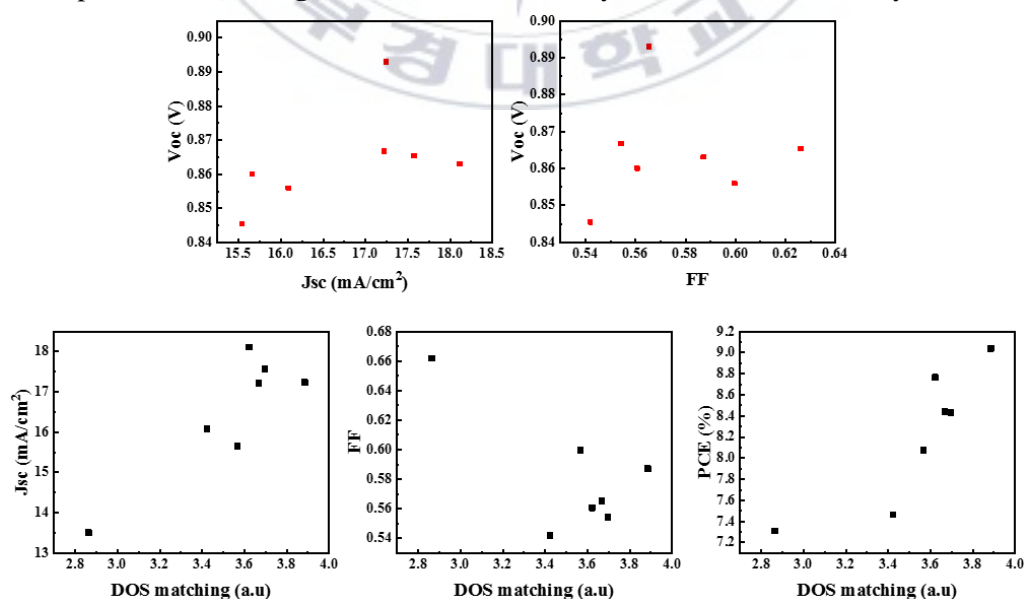 부경대학교
0.90
0.89
0.88
0.87
0.86
0.85
0.84
Voc (V)
15.5 16.0 16.5 17.0 17.5 18.0 18.5
Jsc (mA/cm²)
0.90
0.89
0.88
0.87
0.86
0.85
0.84
Voc (V)
0.54 0.56 0.58 0.60 0.62 0.64
FF
18
17
16
15
14
13
Jsc (mA/cm²)
2.8 3.0 3.2 3.4 3.6 3.8 4.0
DOS matching (a.u)
0.68
0.66
0.64
0.62
0.60
0.58
0.56
0.54
FF
2.8 3.0 3.2 3.4 3.6 3.8 4.0
DOS matching (a.u)
9.2
9.0
8.8
8.6
8.4
8.2
8.0
7.8
7.6
7.4
7.2
PCE (%)
2.8 3.0 3.2 3.4 3.6 3.8 4.0
DOS matching (a.u)